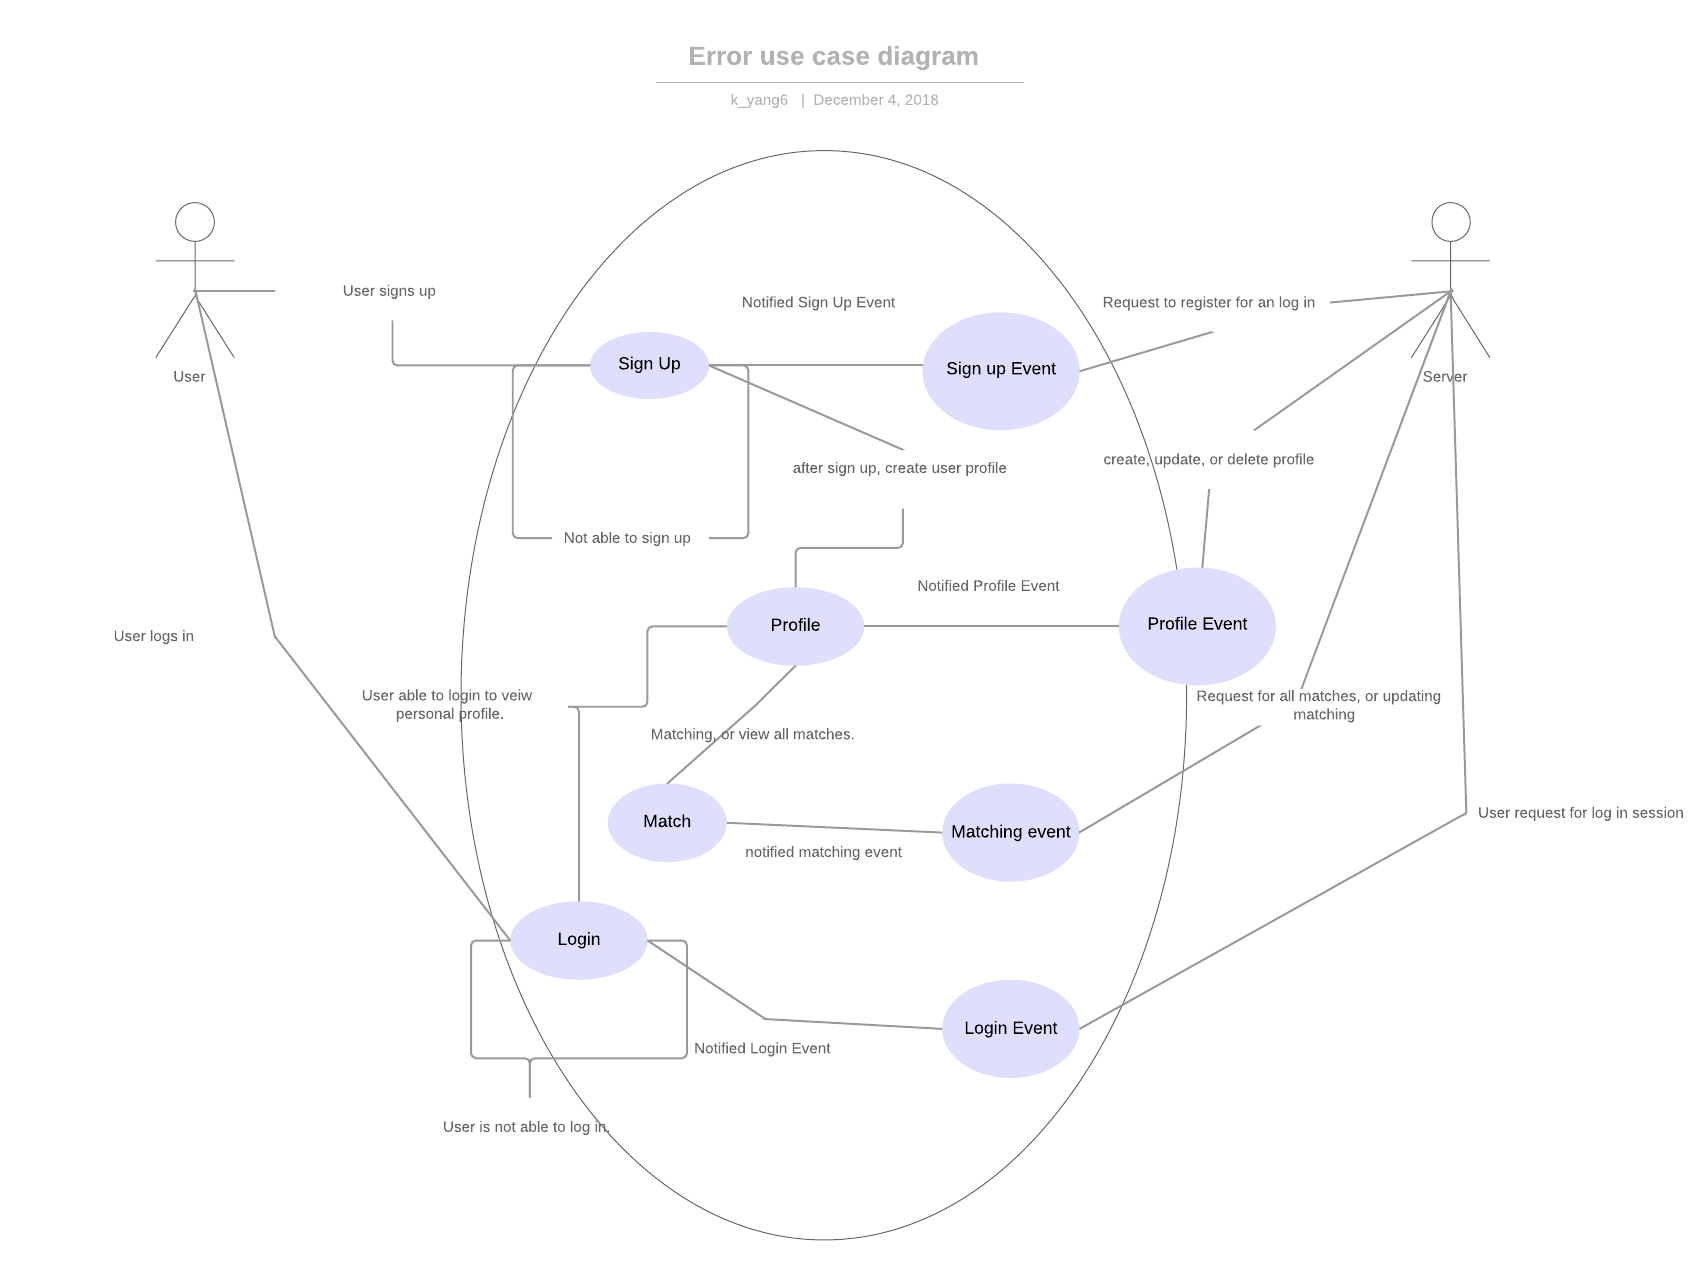 Error use case diagram
k_yang6 | December 4, 2018
User signs up
Notified Sign Up Event
Request to register for an log in
Sign Up
Sign up Event
User
Server
create, update, or delete profile
after sign up, create user profile
Not able to sign up
Notified Profile Event
Profile
Profile Event
User logs in
User able to login to veiw
personal profile.
Request for all matches, or updating
matching
Matching, or view all matches.
Match
Matching event
User request for log in session
notified matching event
Login
Login Event
Notified Login Event
User is not able to log in.